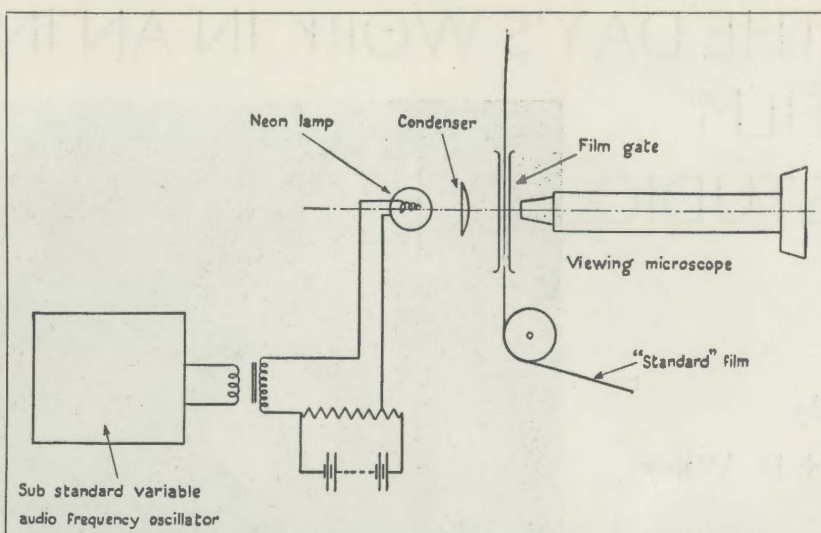 Neon lamp
Condenser
Film gate
Viewing microscope
"Standard" film
Sub standard variable
audio frequency oscillator